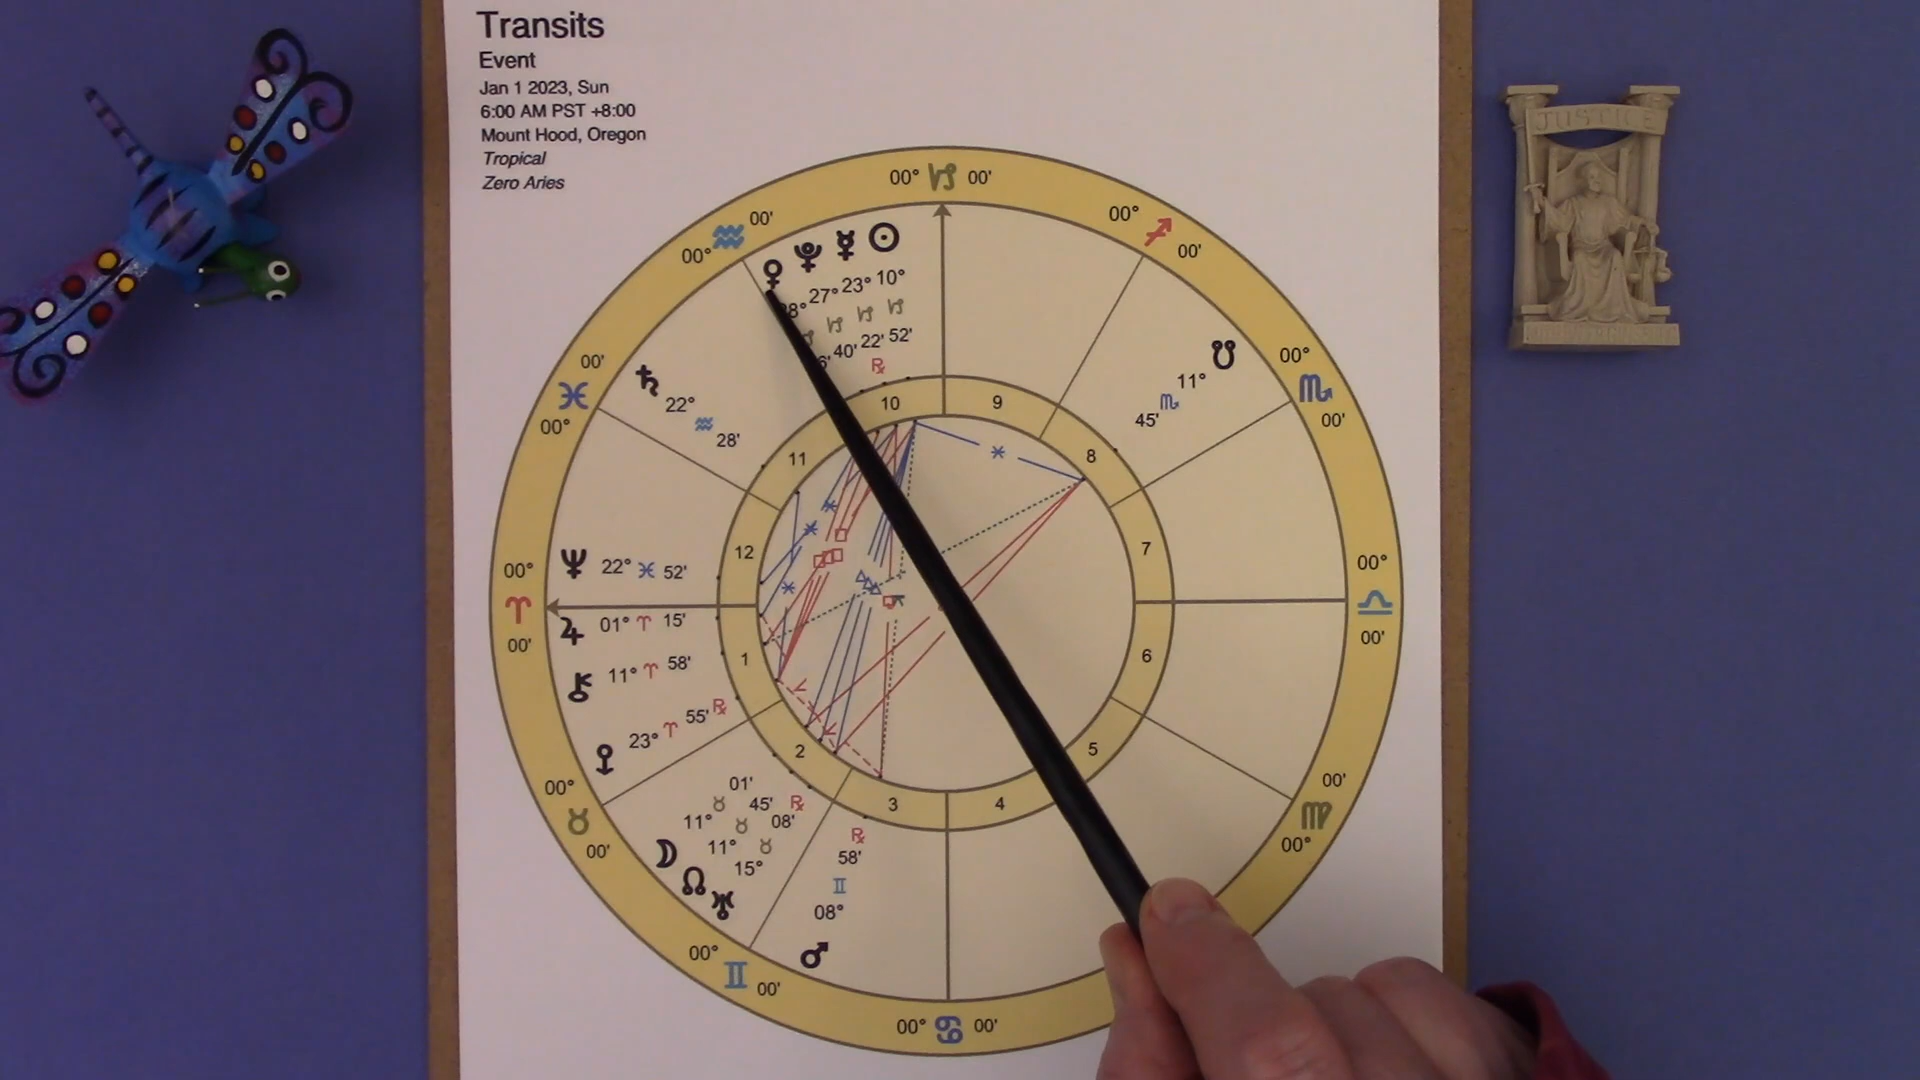 Transits
Event
Jan 1 2023, Sun
6:00 AM PST +8:00
Mount Hood, Oregon
Tropical
Zero Aries
JUSTICE
00° ♑ 00'
00° ♐ 00'
00° ♏ 00'
00° ♎ 00'
00° ♍ 00'
00° ♋ 00'
00° ♊ 00'
00° ♉ 00'
00° ♈ 00'
00° ♓ 00'
00° ♒ 00'
♀
♇ 27° ♑ 40'
☿ 23° ♑ 22' ℞
☉ 10° ♑ 52'
☋ 11° ♏ 45'
♄ 22° ♒ 28'
♆ 22° ♓ 52'
♃ 01° ♈ 15'
⚷ 11° ♈ 58'
23° ♈ 55' ℞
☽ 11° ♉ 01'
☊ 11° ♉ 45'
♅ 15° ♉ 08' ℞
♂ 08° ♊ 58' ℞
10
9
8
7
6
5
4
3
2
1
12
11